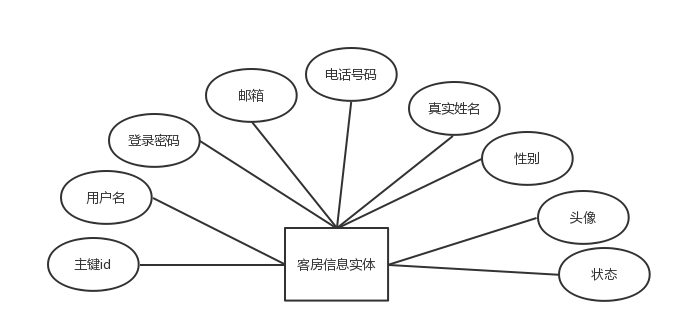 电话号码
邮箱
真实姓名
登录密码
性别
用户名
头像
主键id
客房信息实体
状态